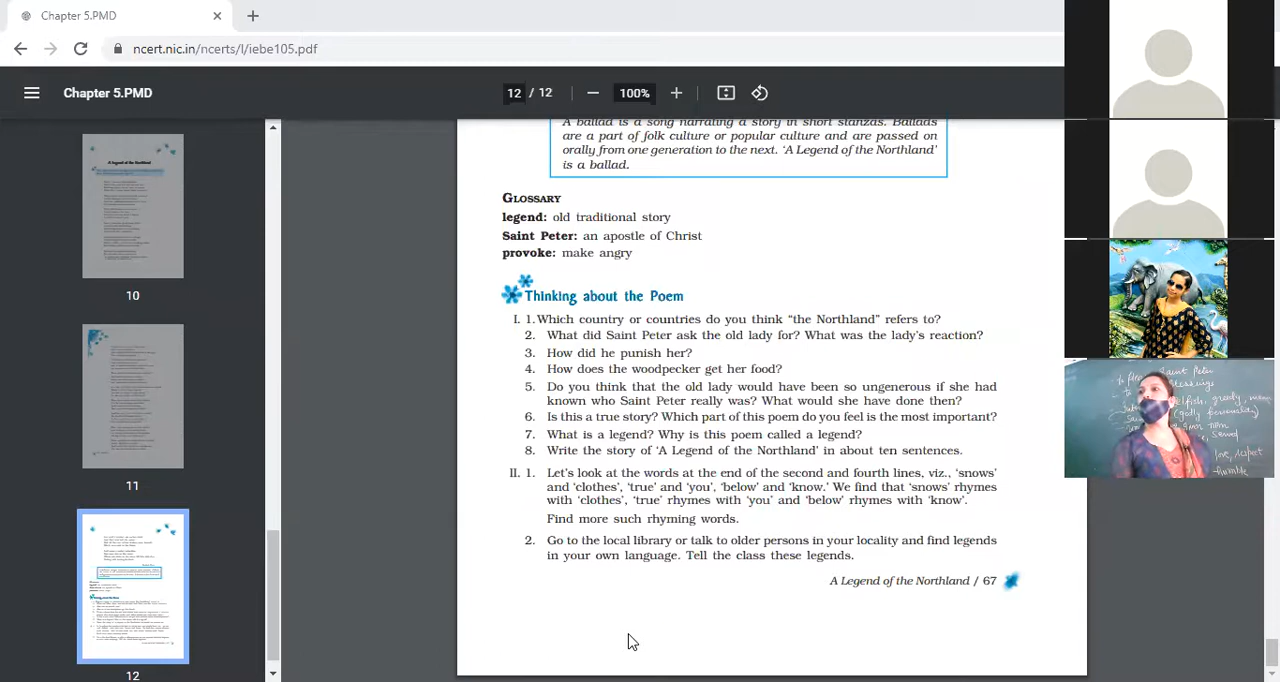 Chapter 5.PMD
ncert.nic.in/ncerts/l/iebe105.pdf
Chapter 5.PMD
12 / 12
100%
A Legend of the Northland
10
11
12
A ballad is a song narrating a story in short stanzas. Ballads
are a part of folk culture or popular culture and are passed on
orally from one generation to the next. ‘A Legend of the Northland’
is a ballad.
GLOSSARY
legend: old traditional story
Saint Peter: an apostle of Christ
provoke: make angry
Thinking about the Poem
I. 1. Which country or countries do you think “the Northland” refers to?
2. What did Saint Peter ask the old lady for? What was the lady’s reaction?
3. How did he punish her?
4. How does the woodpecker get her food?
5. Do you think that the old lady would have been so ungenerous if she had
known who Saint Peter really was? What would she have done then?
6. Is this a true story? Which part of this poem do you feel is the most important?
7. What is a legend? Why is this poem called a legend?
8. Write the story of ‘A Legend of the Northland’ in about ten sentences.
II. 1. Let’s look at the words at the end of the second and fourth lines, viz., ‘snows’
and ‘clothes’, ‘true’ and ‘you’, ‘below’ and ‘know.’ We find that ‘snows’ rhymes
with ‘clothes’, ‘true’ rhymes with ‘you’ and ‘below’ rhymes with ‘know’.
Find more such rhyming words.
2. Go to the local library or talk to older persons in your locality and find legends
in your own language. Tell the class these legends.
A Legend of the Northland / 67
Saint Peter
Blessings
greedy,
(godly personality)
love, respect
humble